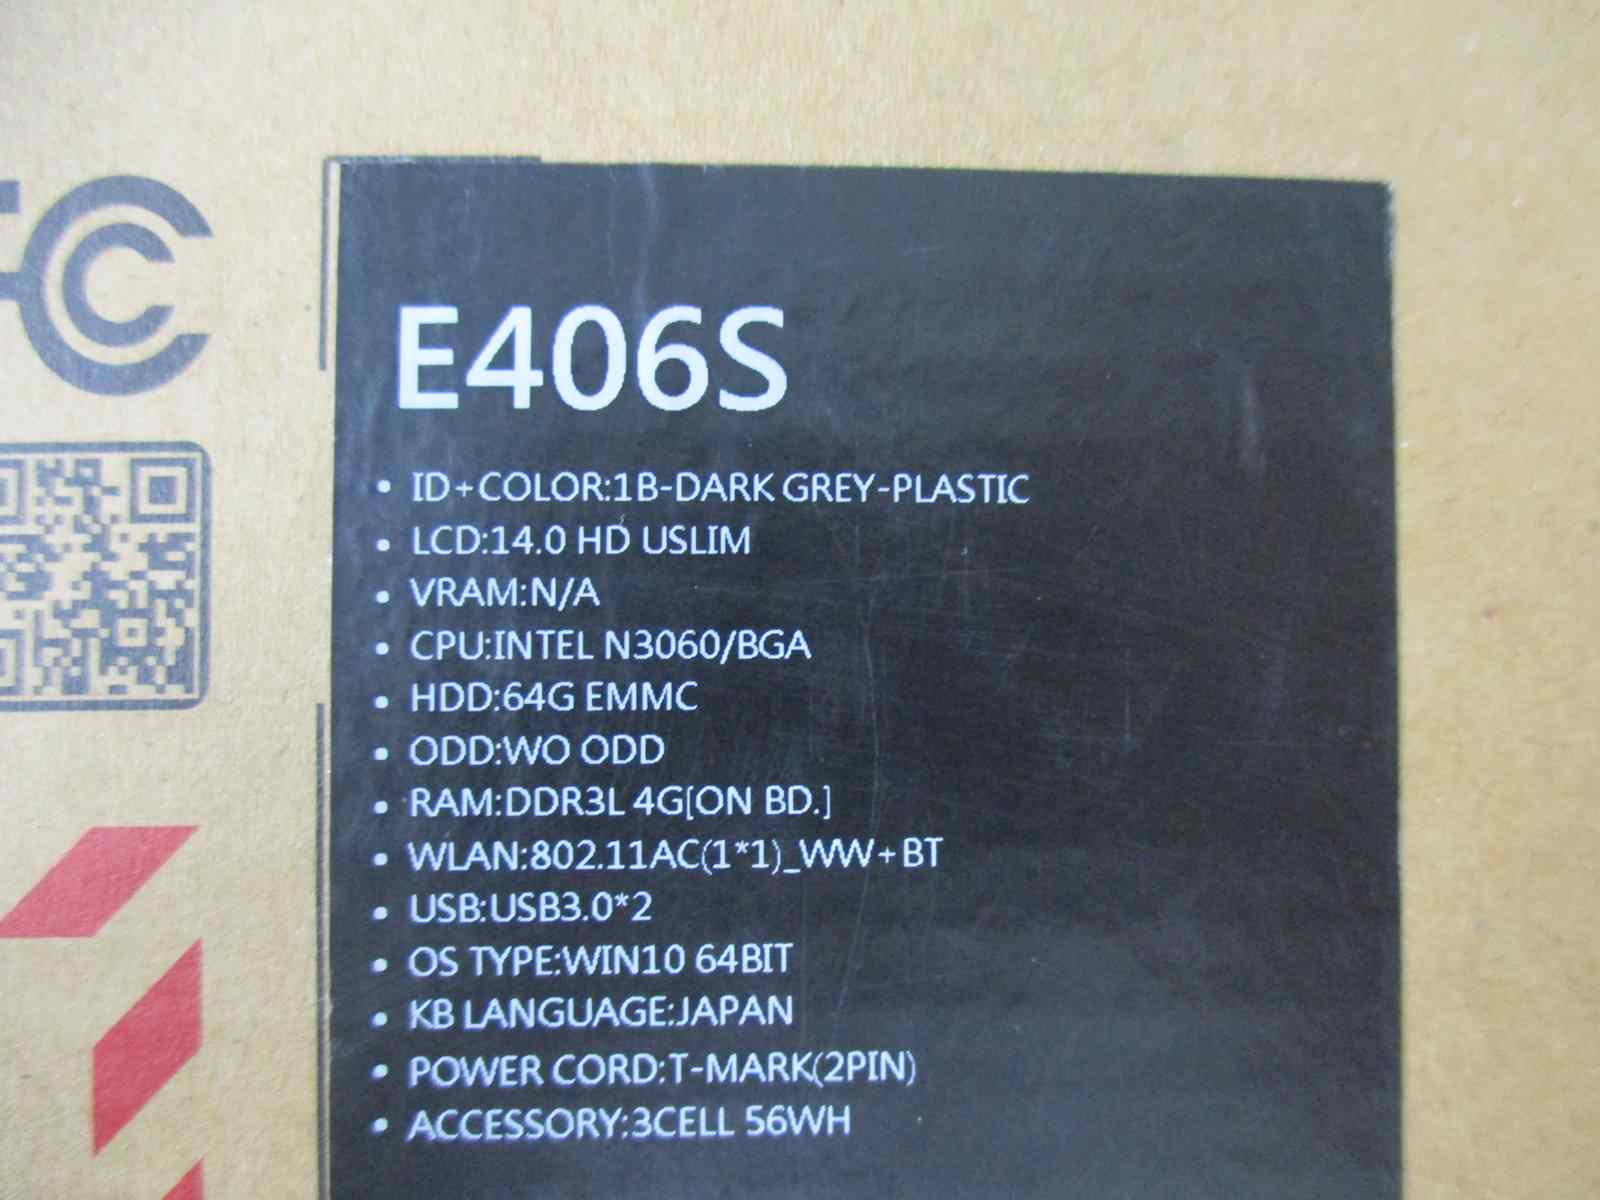 E406S
• ID+COLOR:1B-DARK GREY-PLASTIC
• LCD:14.0 HD USLIM
• VRAM:N/A
• CPU:INTEL N3060/BGA
• HDD:64G EMMC
• ODD:WO ODD
• RAM:DDR3L 4G[ON BD.]
• WLAN:802.11AC(1*1)_WW+BT
• USB:USB3.0*2
• OS TYPE:WIN10 64BIT
• KB LANGUAGE:JAPAN
• POWER CORD:T-MARK(2PIN)
• ACCESSORY:3CELL 56WH